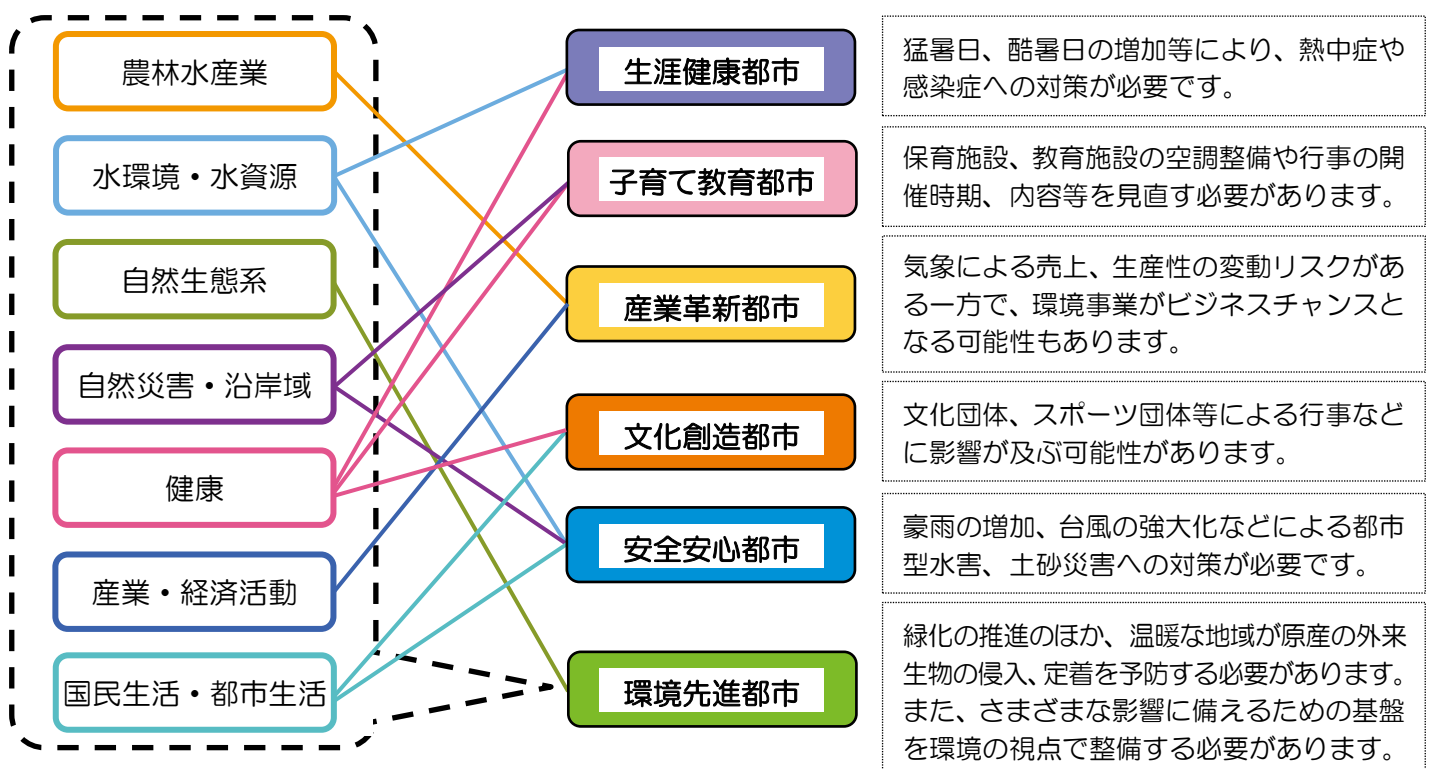 農林水産業
水環境・水資源
自然生態系
自然災害・沿岸域
健康
産業・経済活動
国民生活・都市生活
生涯健康都市
猛暑日、酷暑日の増加等により、熱中症や
感染症への対策が必要です。
子育て教育都市
保育施設、教育施設の空調整備や行事の開
催時期、内容等を見直す必要があります。
産業革新都市
気象による売上、生産性の変動リスクがあ
る一方で、環境事業がビジネスチャンスと
なる可能性もあります。
文化創造都市
文化団体、スポーツ団体等による行事など
に影響が及ぶ可能性があります。
安全安心都市
豪雨の増加、台風の強大化などによる都市
型水害、土砂災害への対策が必要です。
環境先進都市
緑化の推進のほか、温暖な地域が原産の外来
生物の侵入、定着を予防する必要があります。
また、さまざまな影響に備えるための基盤
を環境の視点で整備する必要があります。